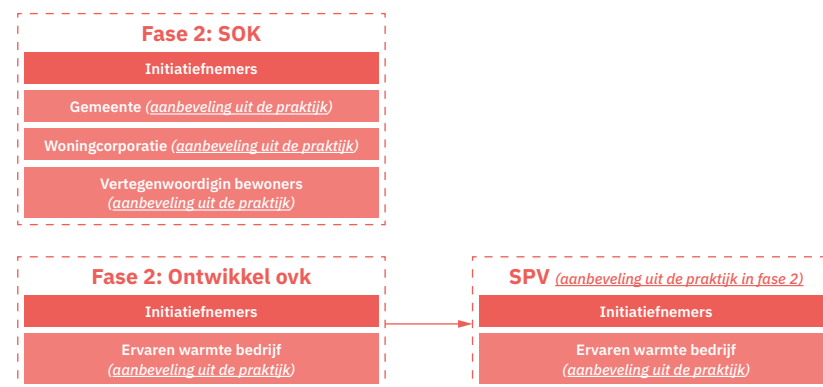 Fase 2: SOK
Initiatiefnemers
Gemeente (aanbeveling uit de praktijk)
Woningcorporatie (aanbeveling uit de praktijk)
Vertegenwoordigin bewoners
(aanbeveling uit de praktijk)
Fase 2: Ontwikkel ovk
Initiatiefnemers
Ervaren warmte bedrijf
(aanbeveling uit de praktijk)
SPV (aanbeveling uit de praktijk in fase 2)
Initiatiefnemers
Ervaren warmte bedrijf
(aanbeveling uit de praktijk)